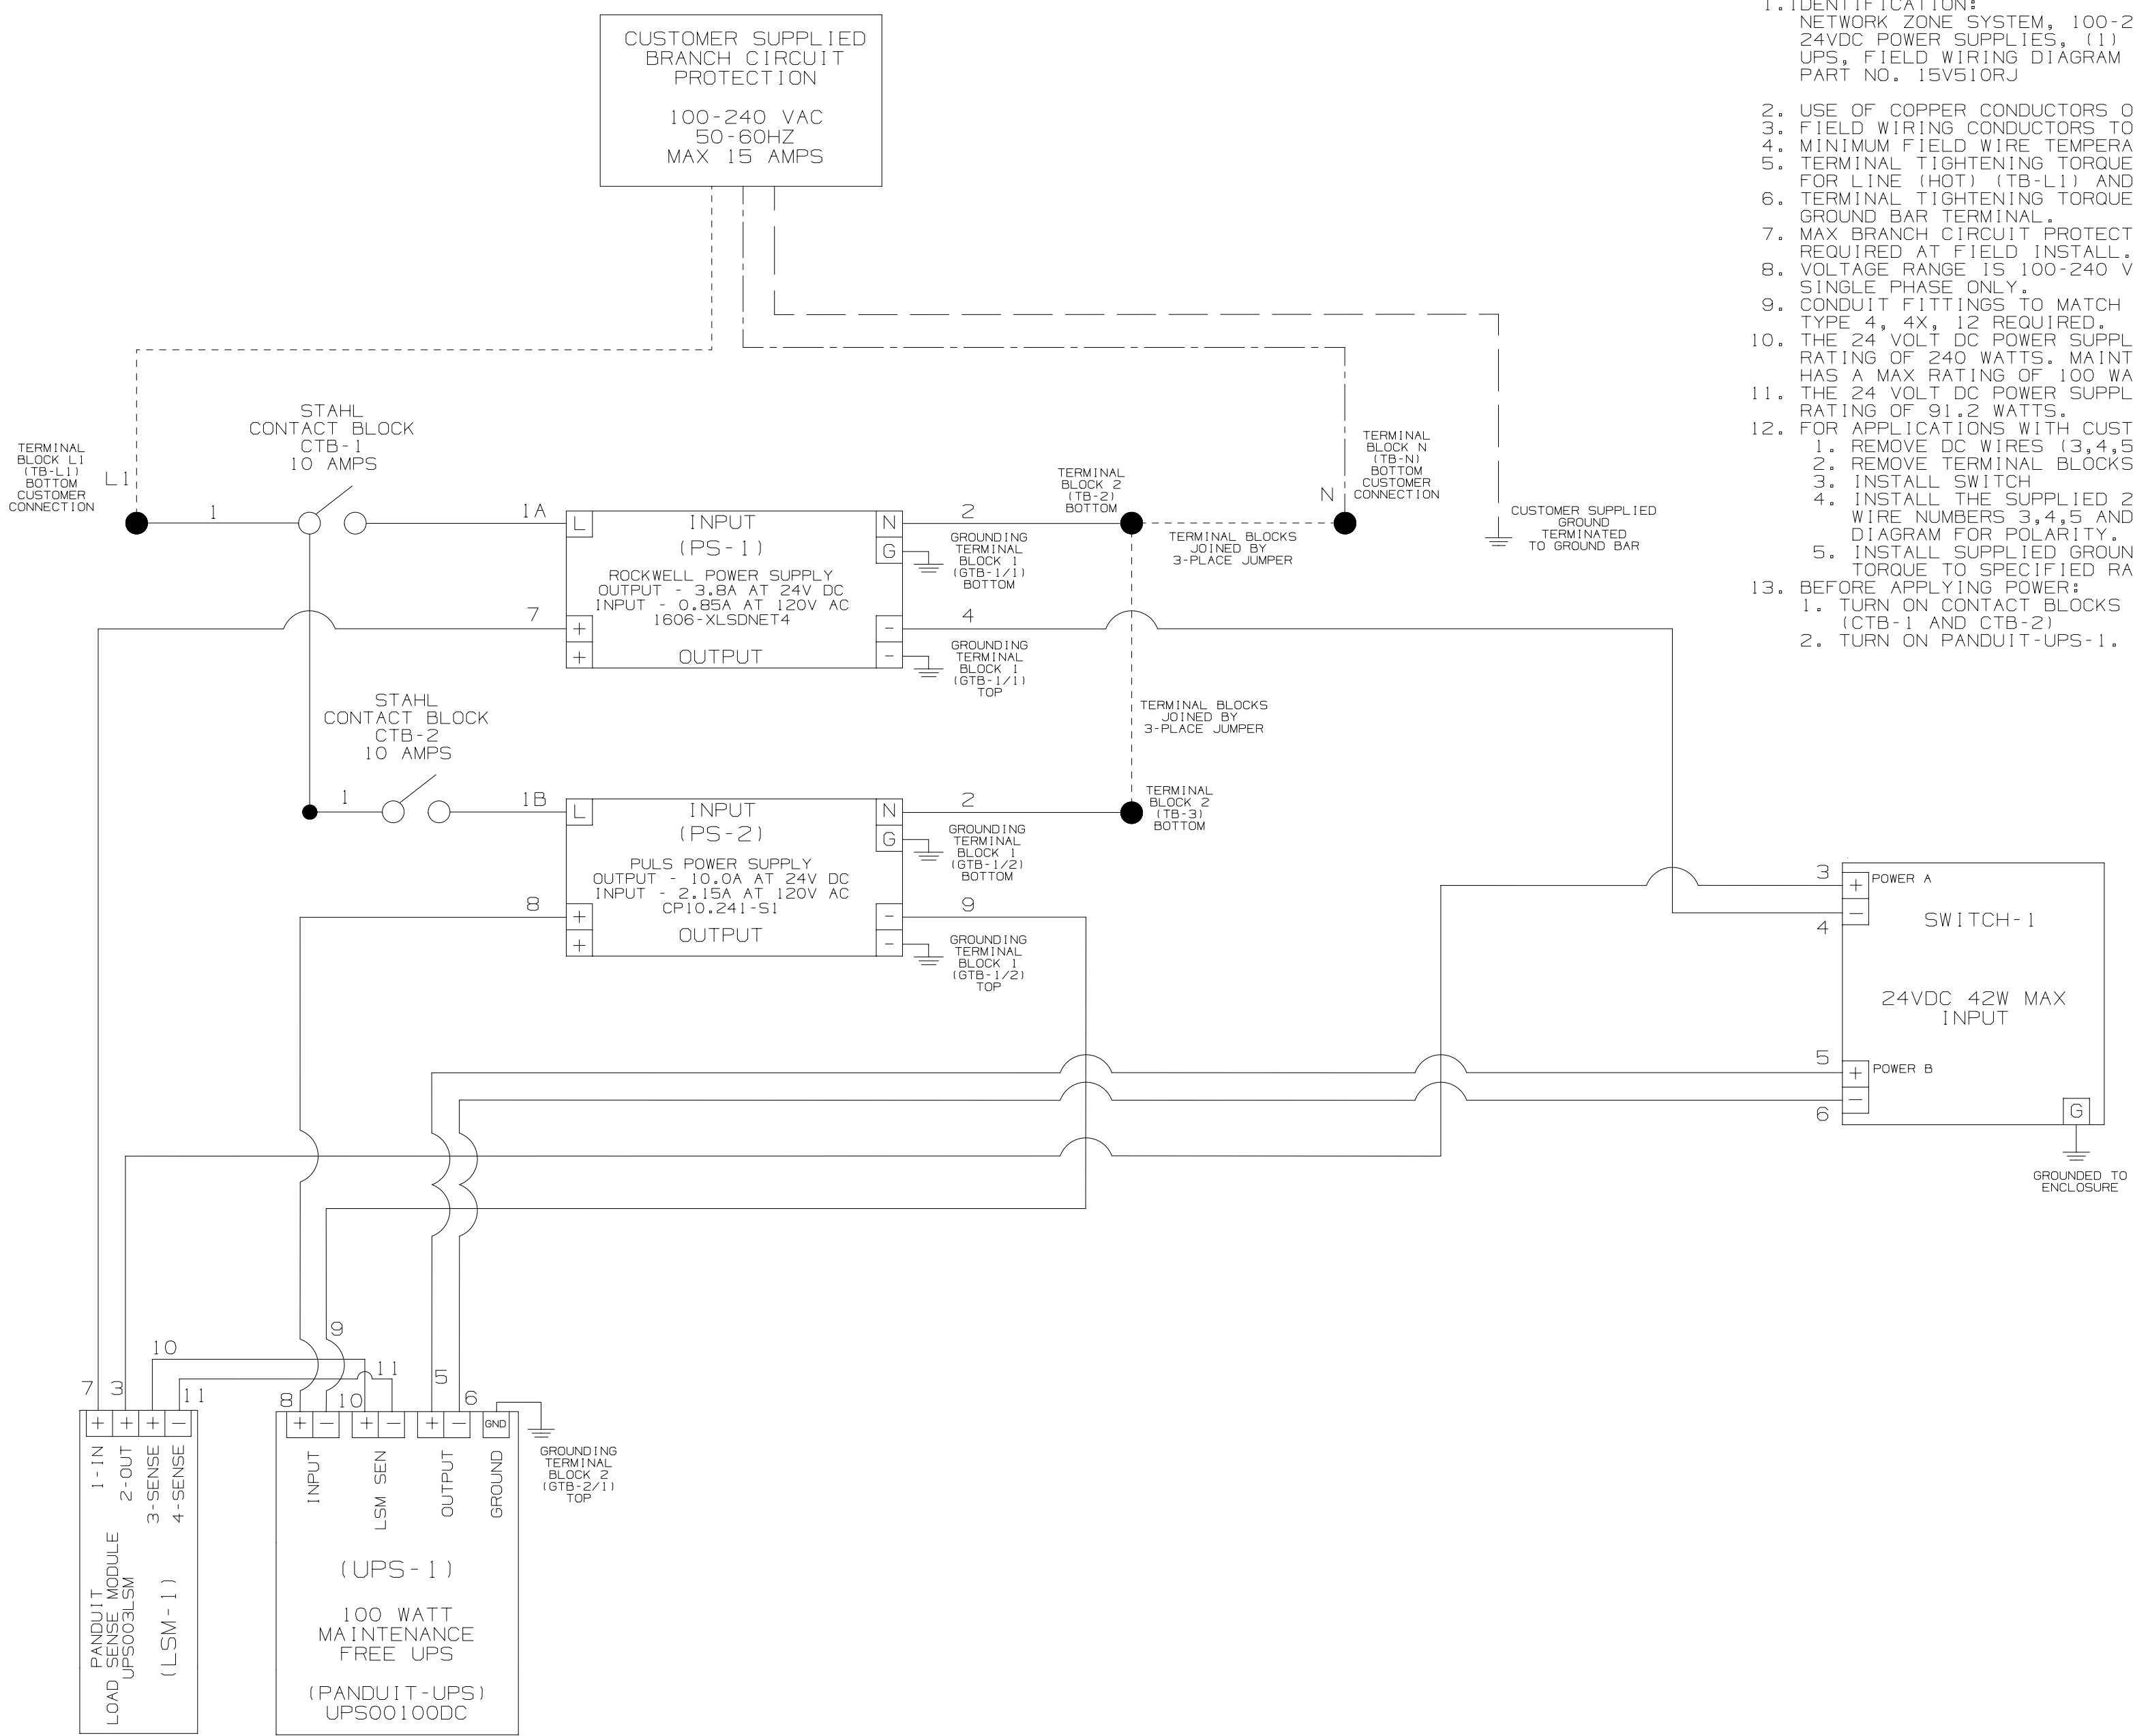 CUSTOMER SUPPLIED
BRANCH CIRCUIT
PROTECTION
100-240 VAC
50-60HZ
MAX 15 AMPS
1. IDENTIFICATION:
NETWORK ZONE SYSTEM, 100-2
24VDC POWER SUPPLIES, (1)
UPS, FIELD WIRING DIAGRAM
PART NO. 15V510RJ
2. USE OF COPPER CONDUCTORS O
3. FIELD WIRING CONDUCTORS TO
4. MINIMUM FIELD WIRE TEMPERA
5. TERMINAL TIGHTENING TORQUE
FOR LINE (HOT) (TB-L1) AND
6. TERMINAL TIGHTENING TORQUE
GROUND BAR TERMINAL.
7. MAX BRANCH CIRCUIT PROTECT
REQUIRED AT FIELD INSTALL.
8. VOLTAGE RANGE IS 100-240 V
SINGLE PHASE ONLY.
9. CONDUIT FITTINGS TO MATCH
TYPE 4, 4X, 12 REQUIRED.
10. THE 24 VOLT DC POWER SUPPL
RATING OF 240 WATTS. MAINT
HAS A MAX RATING OF 100 WA
11. THE 24 VOLT DC POWER SUPPL
RATING OF 91.2 WATTS.
12. FOR APPLICATIONS WITH CUST
1. REMOVE DC WIRES (3,4,5
2. REMOVE TERMINAL BLOCKS
3. INSTALL SWITCH
4. INSTALL THE SUPPLIED 2
WIRE NUMBERS 3,4,5 AND
DIAGRAM FOR POLARITY.
5. INSTALL SUPPLIED GROUN
TORQUE TO SPECIFIED RA
13. BEFORE APPLYING POWER:
1. TURN ON CONTACT BLOCKS
(CTB-1 AND CTB-2)
2. TURN ON PANDUIT-UPS-1.
TERMINAL
BLOCK L1
(TB-L1)
BOTTOM
CUSTOMER
CONNECTION
L1
STAHL
CONTACT BLOCK
CTB-1
10 AMPS
1
1A
L
INPUT
N
(PS-1)
G
ROCKWELL POWER SUPPLY
OUTPUT - 3.8A AT 24V DC
INPUT - 0.85A AT 120V AC
1606-XLSDNET4
7
+
-
+
OUTPUT
-
2
GROUNDING
TERMINAL
BLOCK 1
(GTB-1/1)
BOTTOM
4
GROUNDING
TERMINAL
BLOCK 1
(GTB-1/1)
TOP
TERMINAL
BLOCK 2
(TB-2)
BOTTOM
TERMINAL BLOCKS
JOINED BY
3-PLACE JUMPER
N
TERMINAL
BLOCK N
(TB-N)
BOTTOM
CUSTOMER
CONNECTION
CUSTOMER SUPPLIED
GROUND
TERMINATED
TO GROUND BAR
TERMINAL BLOCKS
JOINED BY
3-PLACE JUMPER
STAHL
CONTACT BLOCK
CTB-2
10 AMPS
1
1B
L
INPUT
N
(PS-2)
G
PULS POWER SUPPLY
OUTPUT - 10.0A AT 24V DC
INPUT - 2.15A AT 120V AC
CP10.241-S1
8
+
-
+
OUTPUT
-
2
GROUNDING
TERMINAL
BLOCK 1
(GTB-1/2)
BOTTOM
9
GROUNDING
TERMINAL
BLOCK 1
(GTB-1/2)
TOP
TERMINAL
BLOCK 2
(TB-3)
BOTTOM
3
+
POWER A
-
4
SWITCH-1
24VDC 42W MAX
INPUT
5
+
POWER B
-
6
G
GROUNDED TO
ENCLOSURE
7
3
10
11
+ + + -
1-IN
2-OUT
3-SENSE
4-SENSE
PANDUIT
LOAD SENSE MODULE
UPS003LSM
(LSM-1)
8
9
10
11
5
6
+ - + - + - GND
INPUT
LSM SEN
OUTPUT
GROUND
GROUNDING
TERMINAL
BLOCK 2
(GTB-2/1)
TOP
(UPS-1)
100 WATT
MAINTENANCE
FREE UPS
(PANDUIT-UPS)
UPS00100DC